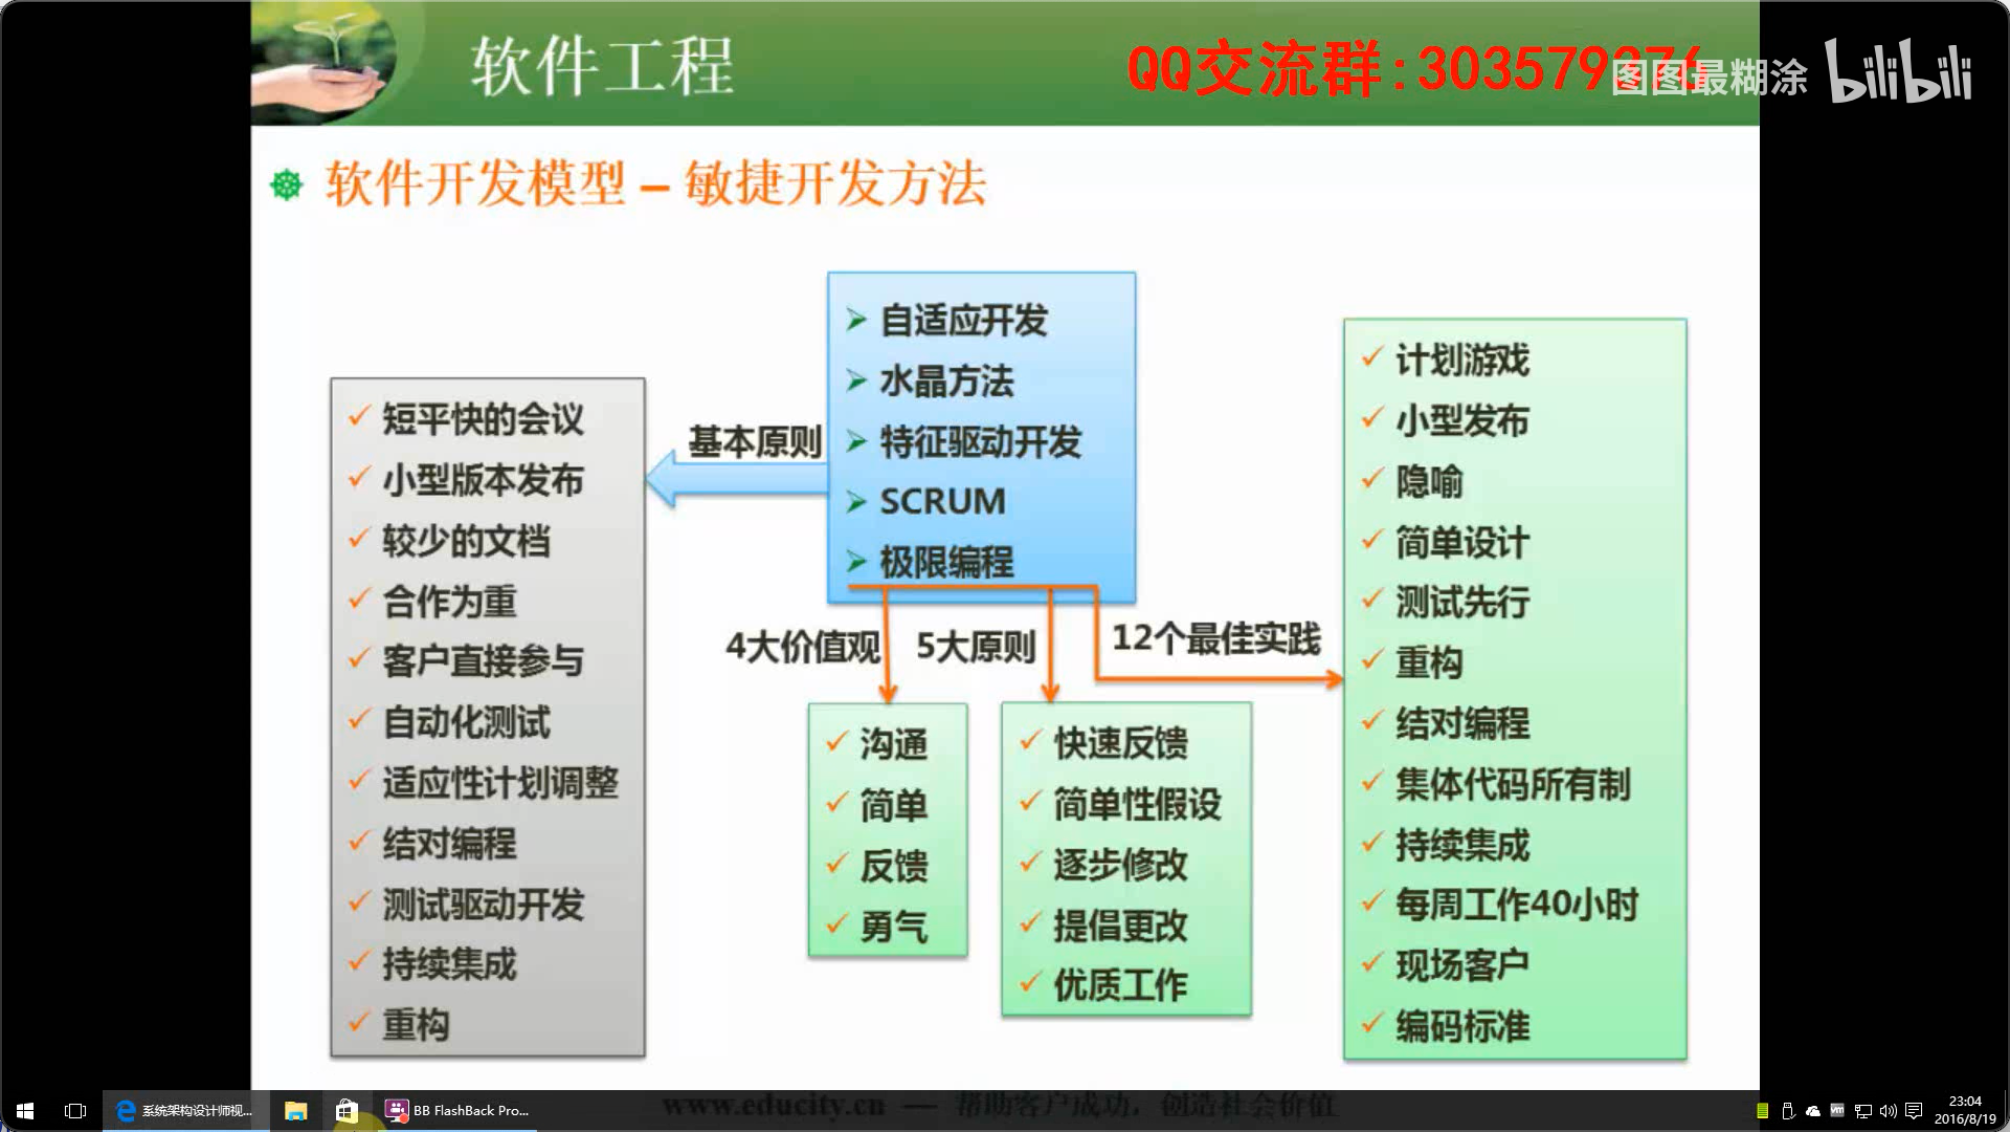 软件工程
QQ交流群:303579276
图图最糊涂 bilibili
软件开发模型 – 敏捷开发方法
自适应开发
水晶方法
特征驱动开发
SCRUM
极限编程
基本原则
短平快的会议
小型版本发布
较少的文档
合作为重
客户直接参与
自动化测试
适应性计划调整
结对编程
测试驱动开发
持续集成
重构
4大价值观
沟通
简单
反馈
勇气
5大原则
快速反馈
简单性假设
逐步修改
提倡更改
优质工作
12个最佳实践
计划游戏
小型发布
隐喻
简单设计
测试先行
重构
结对编程
集体代码所有制
持续集成
每周工作40小时
现场客户
编码标准
www.educity.cn — 帮助客户成功，创造社会价值
系统架构设计师视...
BB FlashBack Pro...
23:04
2016/8/19